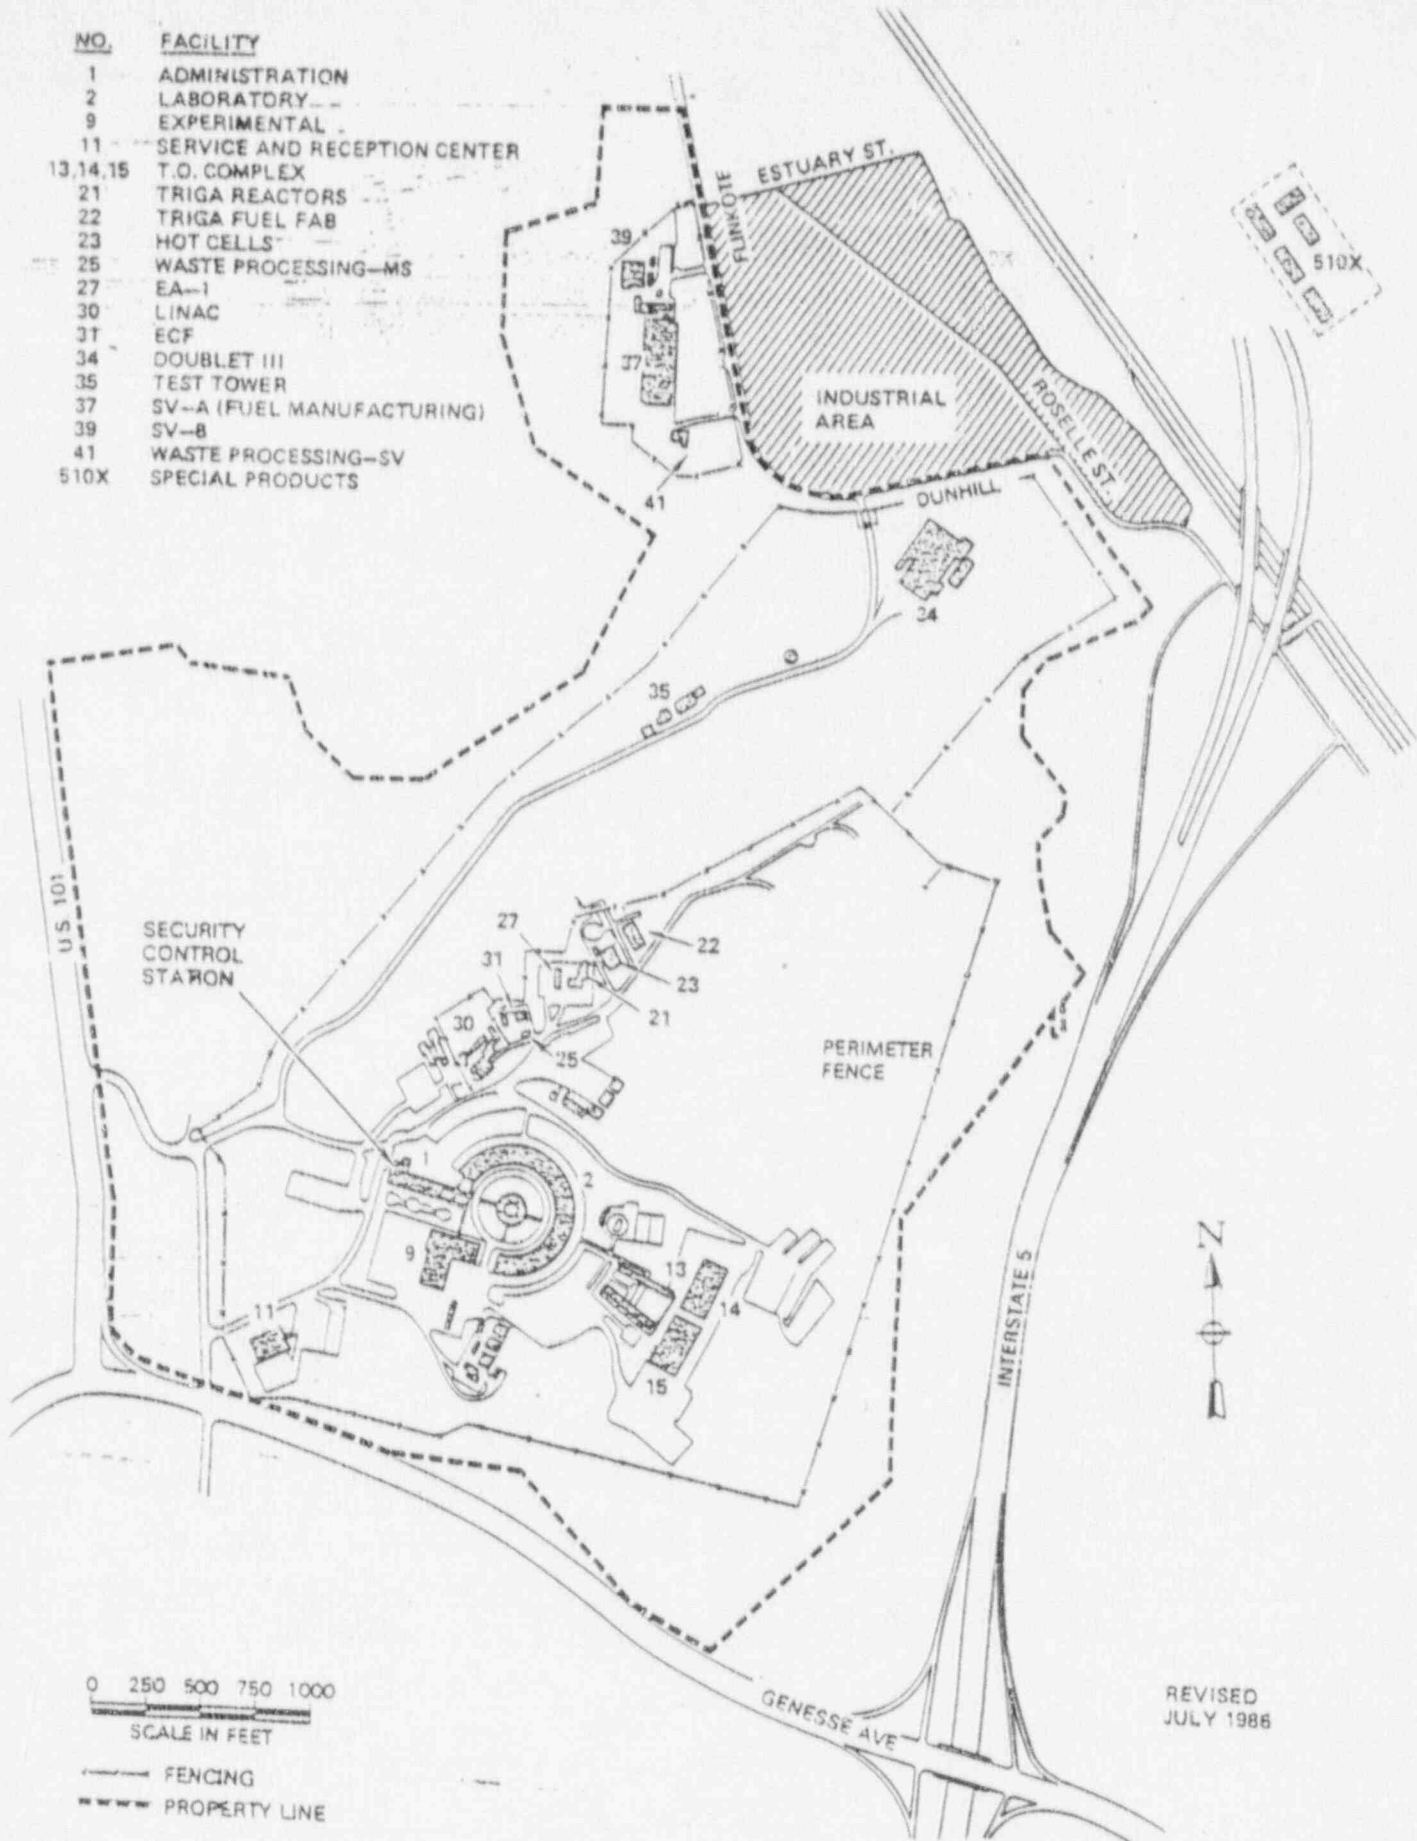 NO. FACILITY
1 ADMINISTRATION
2 LABORATORY
9 EXPERIMENTAL
11 SERVICE AND RECEPTION CENTER
13,14,15 T.O. COMPLEX
21 TRIGA REACTORS
22 TRIGA FUEL FAB
23 HOT CELLS
25 WASTE PROCESSING—MS
27 EA—1
30 LINAC
31 ECF
34 DOUBLET III
35 TEST TOWER
37 SV—A (FUEL MANUFACTURING)
39 SV—B
41 WASTE PROCESSING—SV
510X SPECIAL PRODUCTS
ESTUARY ST.
FLINKOTE
39
510X
37
INDUSTRIAL
AREA
ROSELLE ST.
41
DUNHILL
34
35
US 101
SECURITY
CONTROL
STATION
27
22
31
23
30
21
25
PERIMETER
FENCE
1
2
9
13
14
11
15
INTERSTATE 5
N
0 250 500 750 1000
SCALE IN FEET
FENCING
PROPERTY LINE
GENESSE AVE
REVISED
JULY 1986